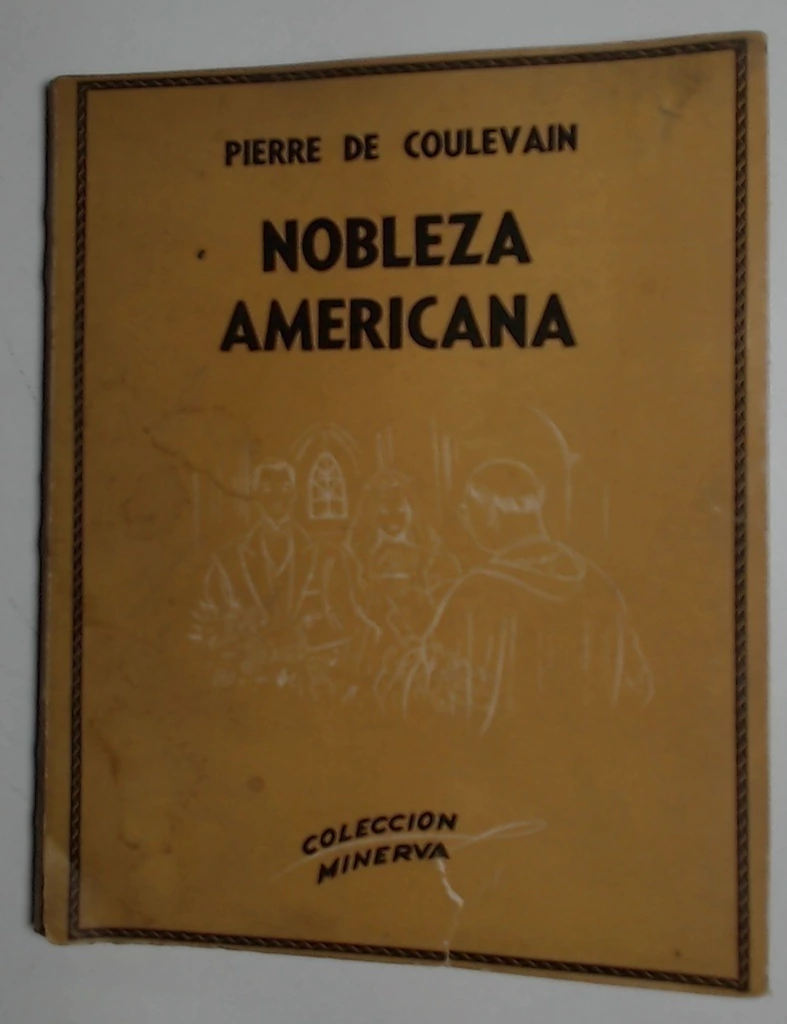 PIERRE DE COULEVAIN
NOBLEZA
AMERICANA
COLECCION
MINERVA